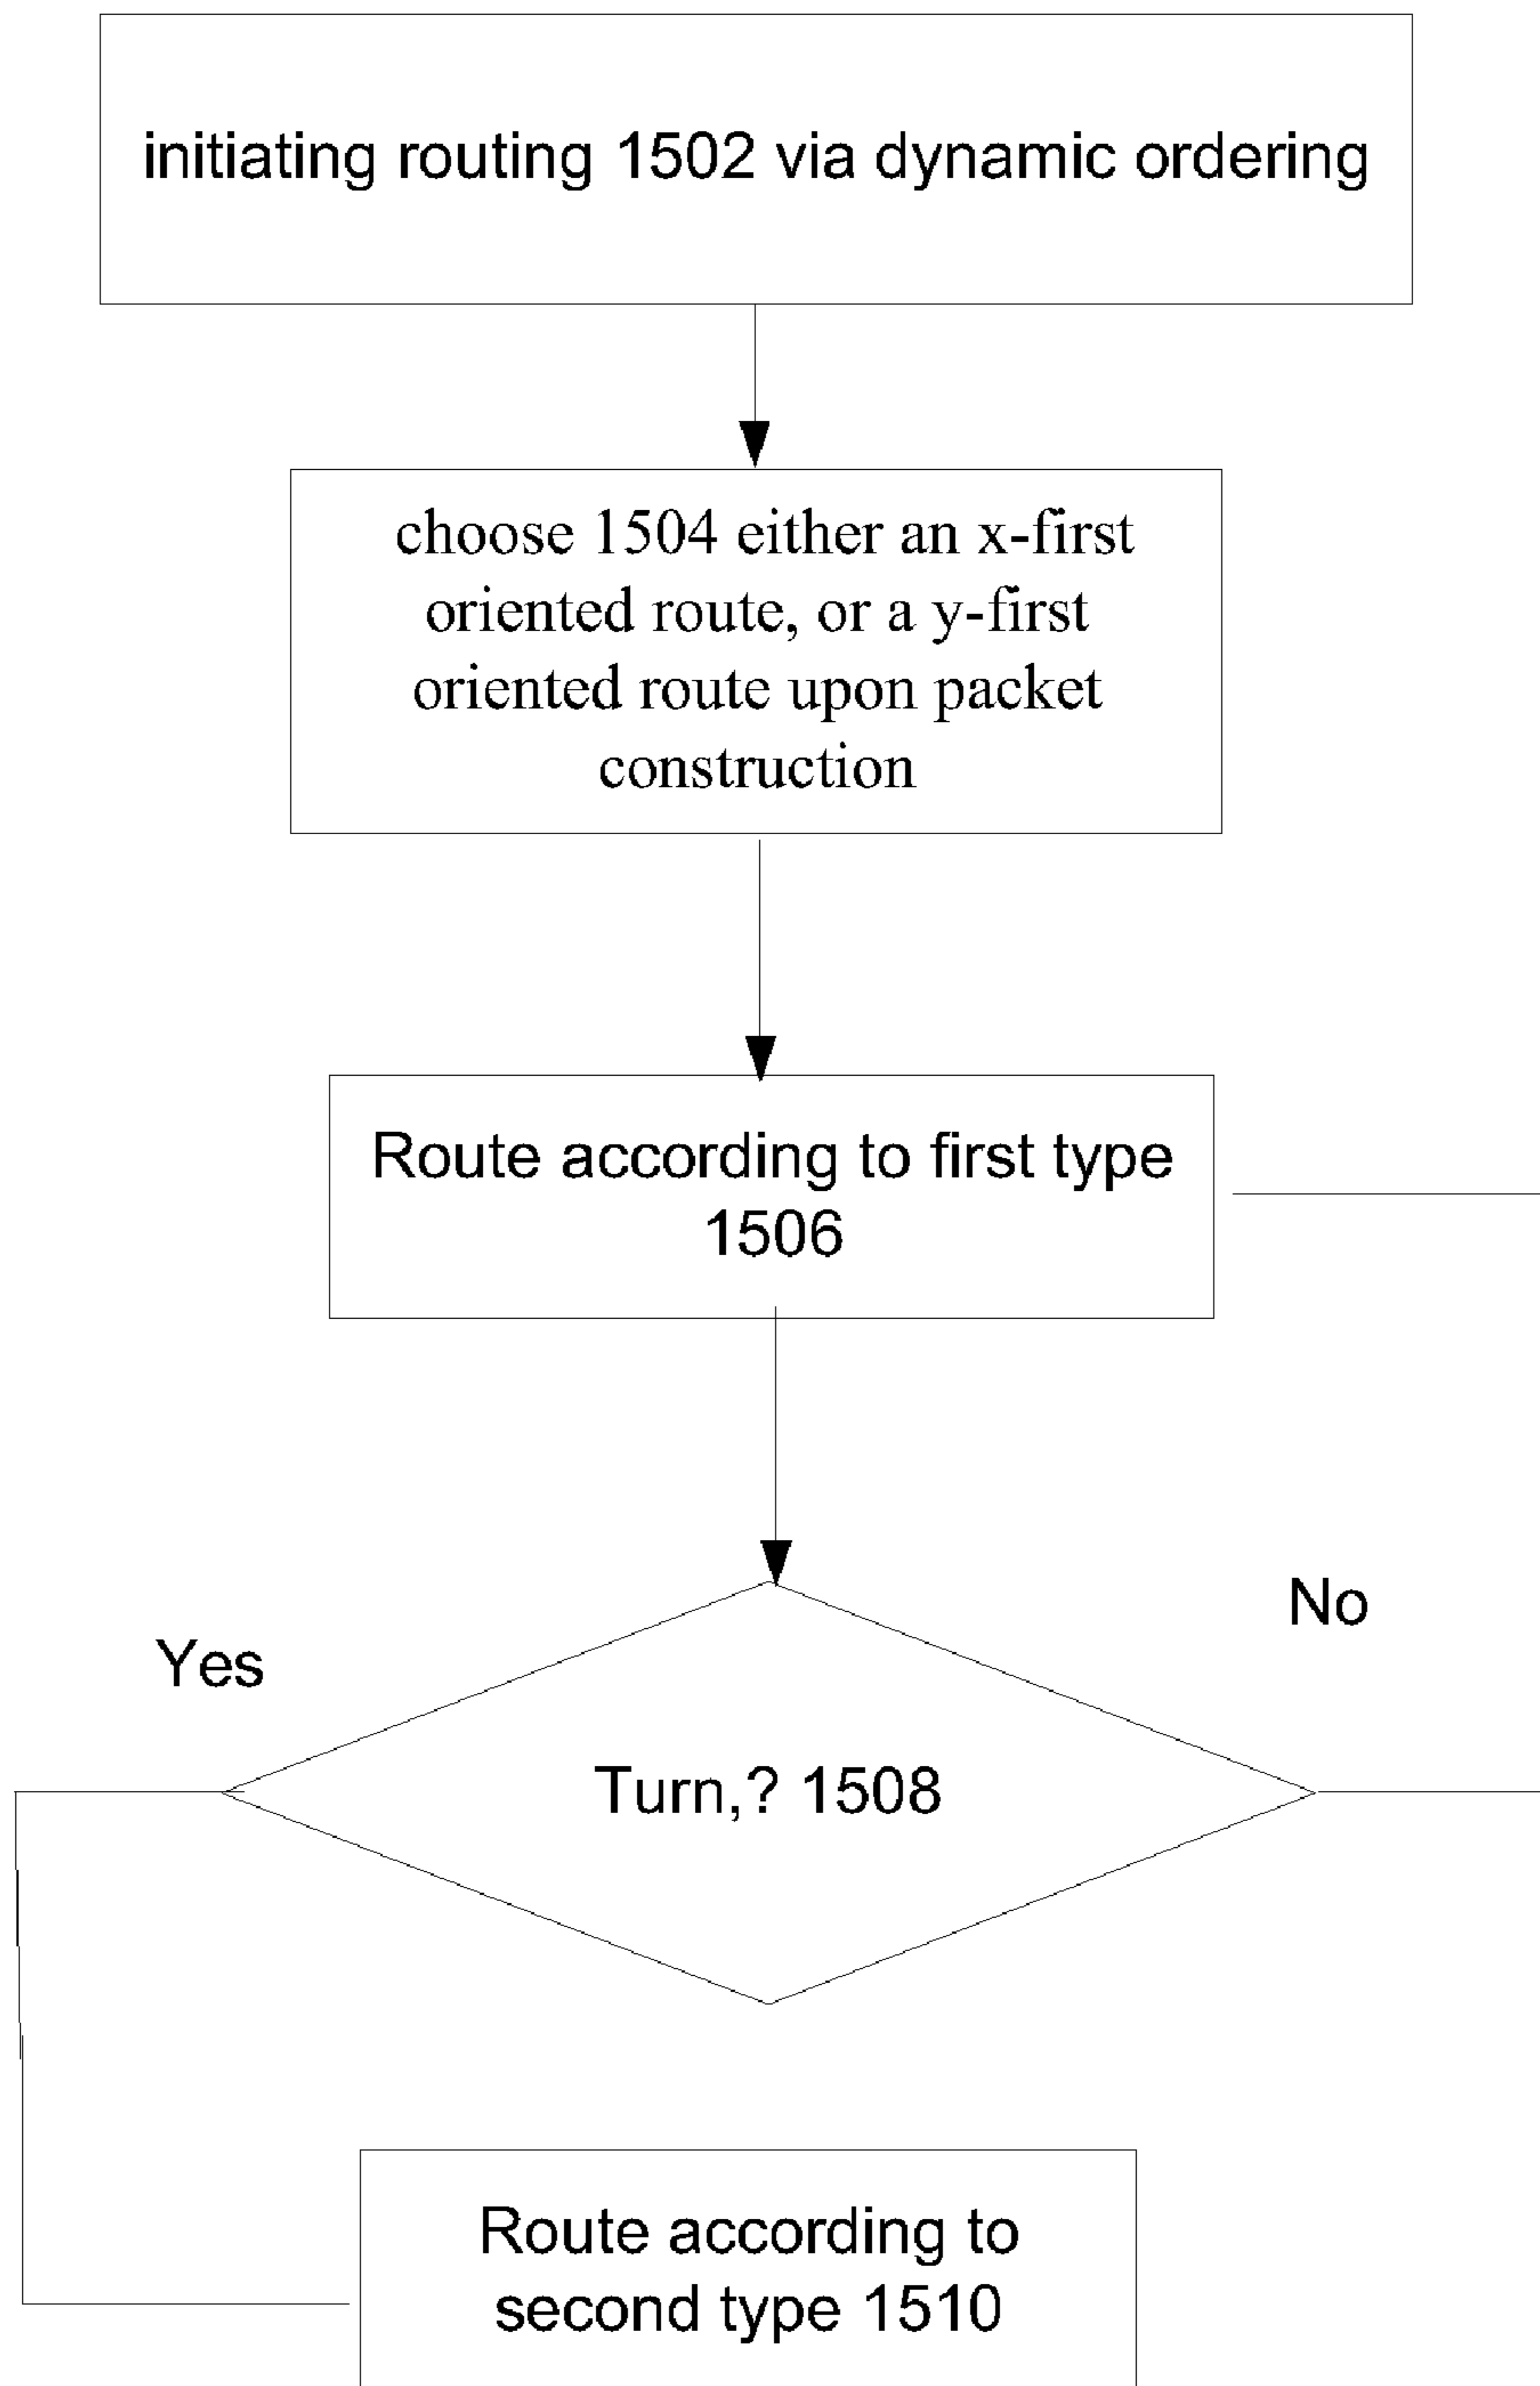 initiating routing 1502 via dynamic ordering
choose 1504 either an x-first
oriented route, or a y-first
oriented route upon packet
construction
Route according to first type
1506
No
Yes
Turn,? 1508
Route according to
second type 1510